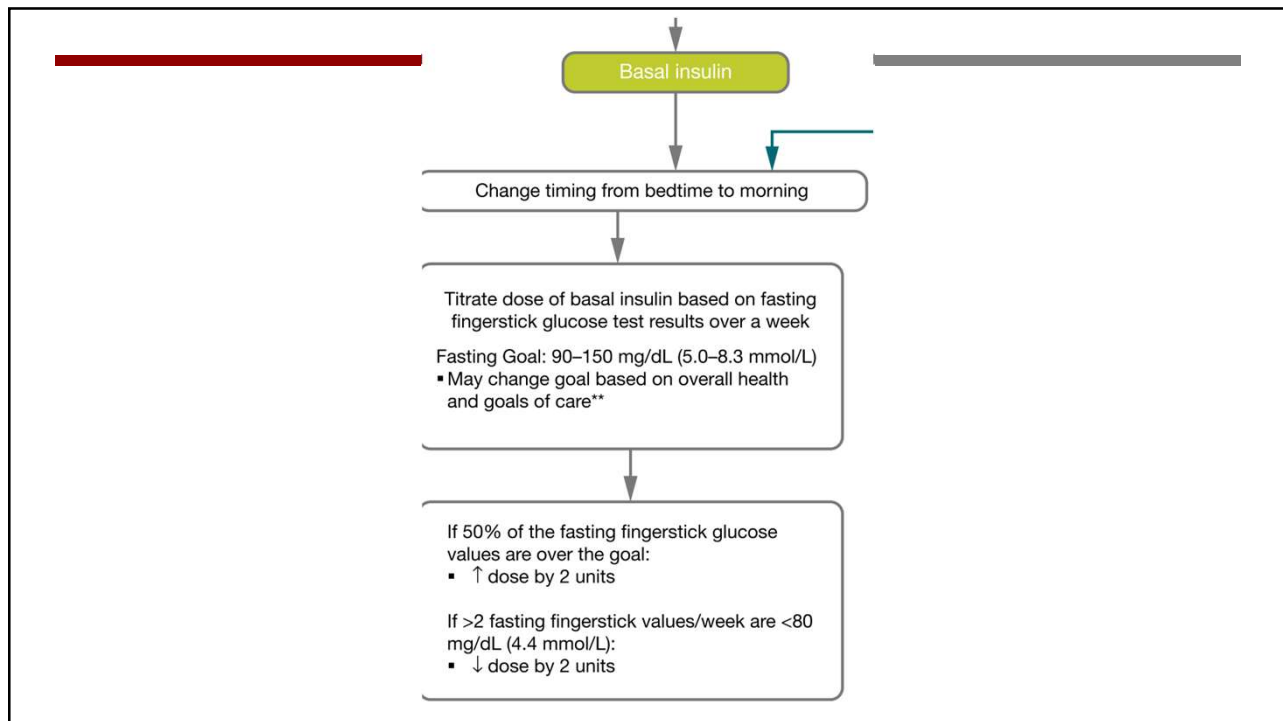 Basal insulin
Change timing from bedtime to morning
Titrate dose of basal insulin based on fasting
fingerstick glucose test results over a week
Fasting Goal: 90–150 mg/dL (5.0–8.3 mmol/L)
▪ May change goal based on overall health
and goals of care**
If 50% of the fasting fingerstick glucose
values are over the goal:
▪ ↑ dose by 2 units
If >2 fasting fingerstick values/week are <80
mg/dL (4.4 mmol/L):
▪ ↓ dose by 2 units